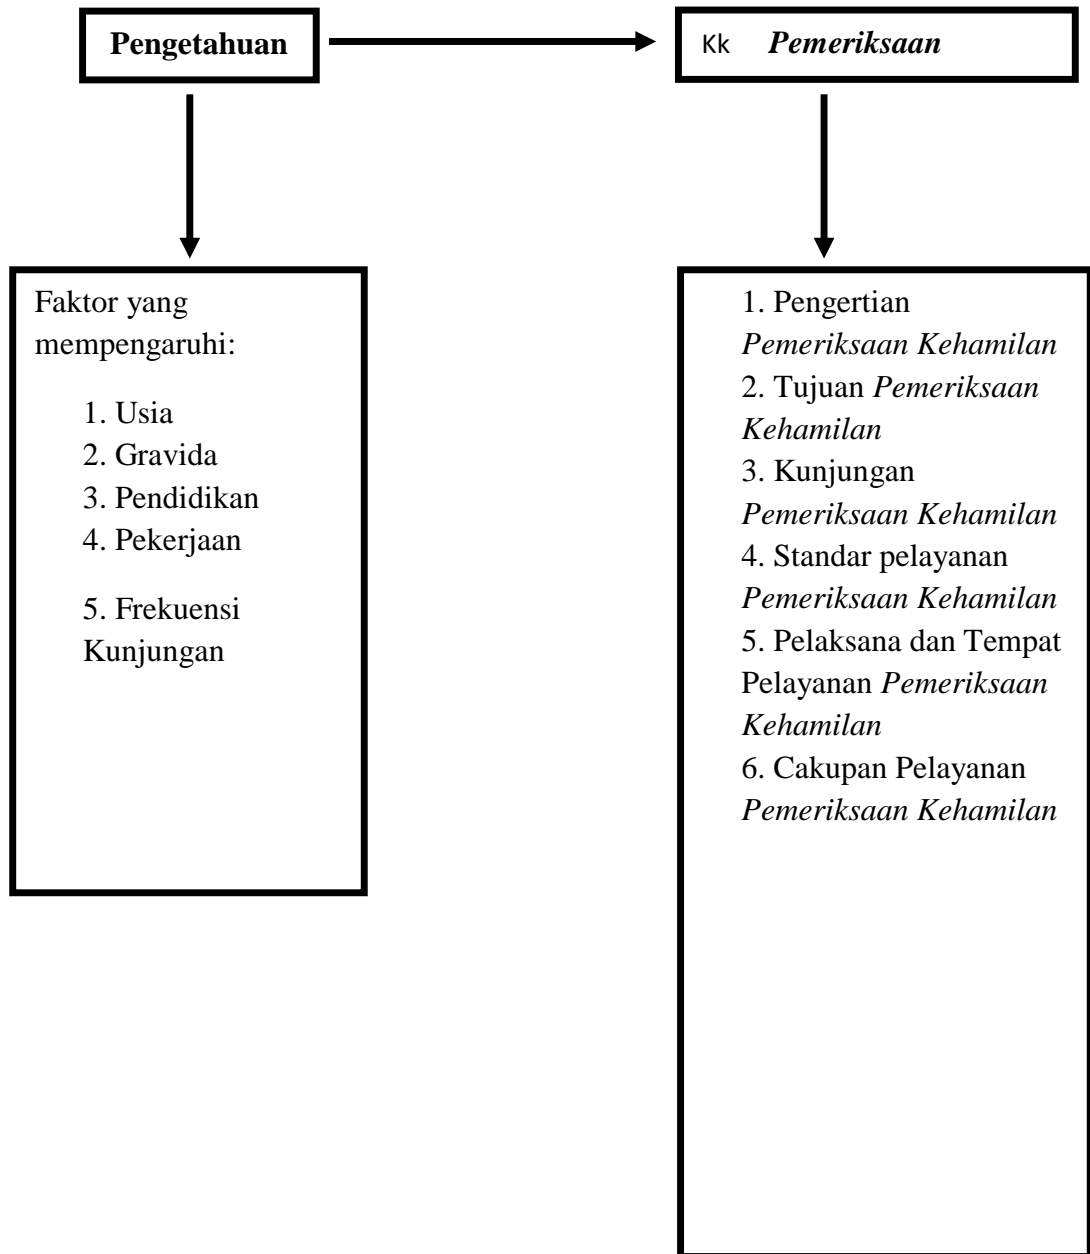 Pengetahuan
Kk Pemeriksaan
Faktor yang
mempengaruhi:
1. Usia
2. Gravida
3. Pendidikan
4. Pekerjaan
5. Frekuensi
Kunjungan
1. Pengertian
Pemeriksaan Kehamilan
2. Tujuan Pemeriksaan
Kehamilan
3. Kunjungan
Pemeriksaan Kehamilan
4. Standar pelayanan
Pemeriksaan Kehamilan
5. Pelaksana dan Tempat
Pelayanan Pemeriksaan
Kehamilan
6. Cakupan Pelayanan
Pemeriksaan Kehamilan